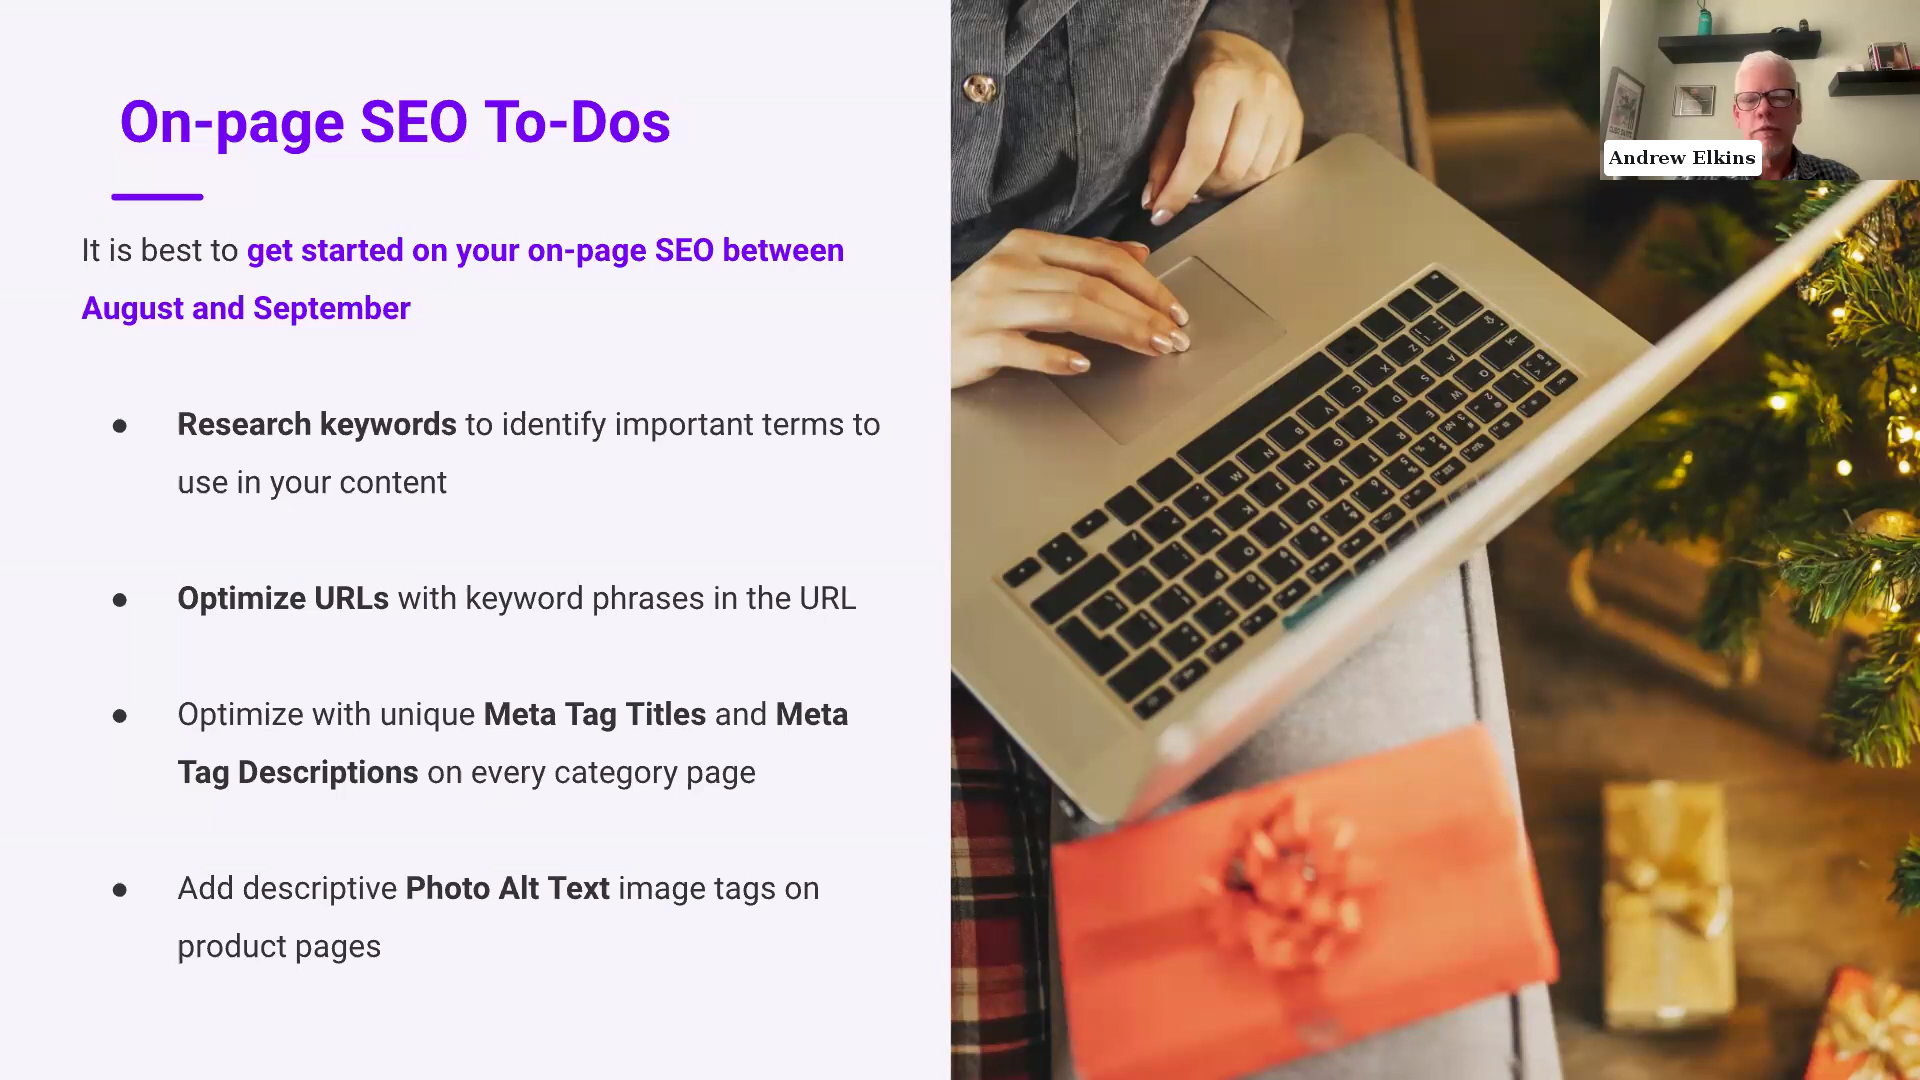 On-page SEO To-Dos
It is best to get started on your on-page SEO between
August and September
● Research keywords to identify important terms to
use in your content
● Optimize URLs with keyword phrases in the URL
● Optimize with unique Meta Tag Titles and Meta
Tag Descriptions on every category page
● Add descriptive Photo Alt Text image tags on
product pages
Andrew Elkins